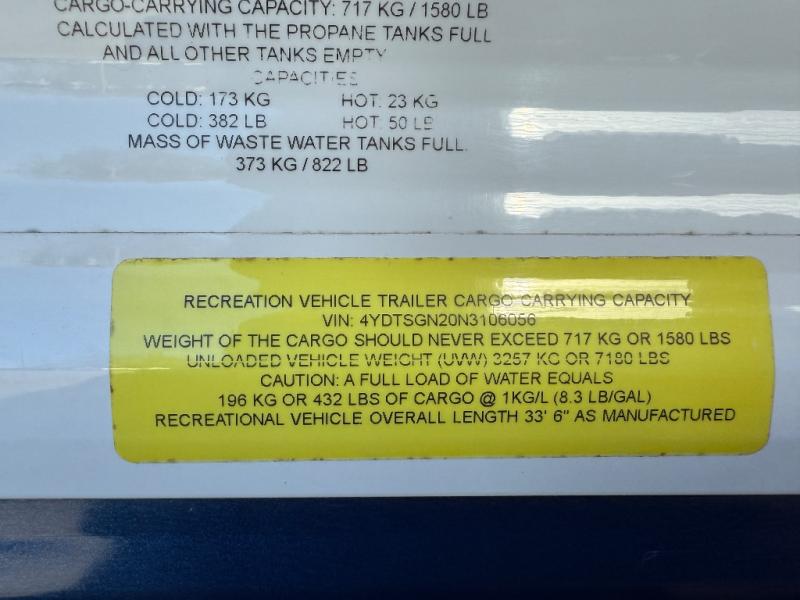 CARGO-CARRYING CAPACITY: 717 KG / 1580 LB
CALCULATED WITH THE PROPANE TANKS FULL
AND ALL OTHER TANKS EMPTY
CAPACITIES
COLD: 173 KG HOT: 23 KG
COLD: 382 LB HOT: 50 LB
MASS OF WASTE WATER TANKS FULL:
373 KG / 822 LB
RECREATION VEHICLE TRAILER CARGO CARRYING CAPACITY
VIN: 4YDTSGN20N3106056
WEIGHT OF THE CARGO SHOULD NEVER EXCEED 717 KG OR 1580 LBS
UNLOADED VEHICLE WEIGHT (UVW) 3257 KG OR 7180 LBS
CAUTION: A FULL LOAD OF WATER EQUALS
196 KG OR 432 LBS OF CARGO @ 1KG/L (8.3 LB/GAL)
RECREATIONAL VEHICLE OVERALL LENGTH 33' 6" AS MANUFACTURED